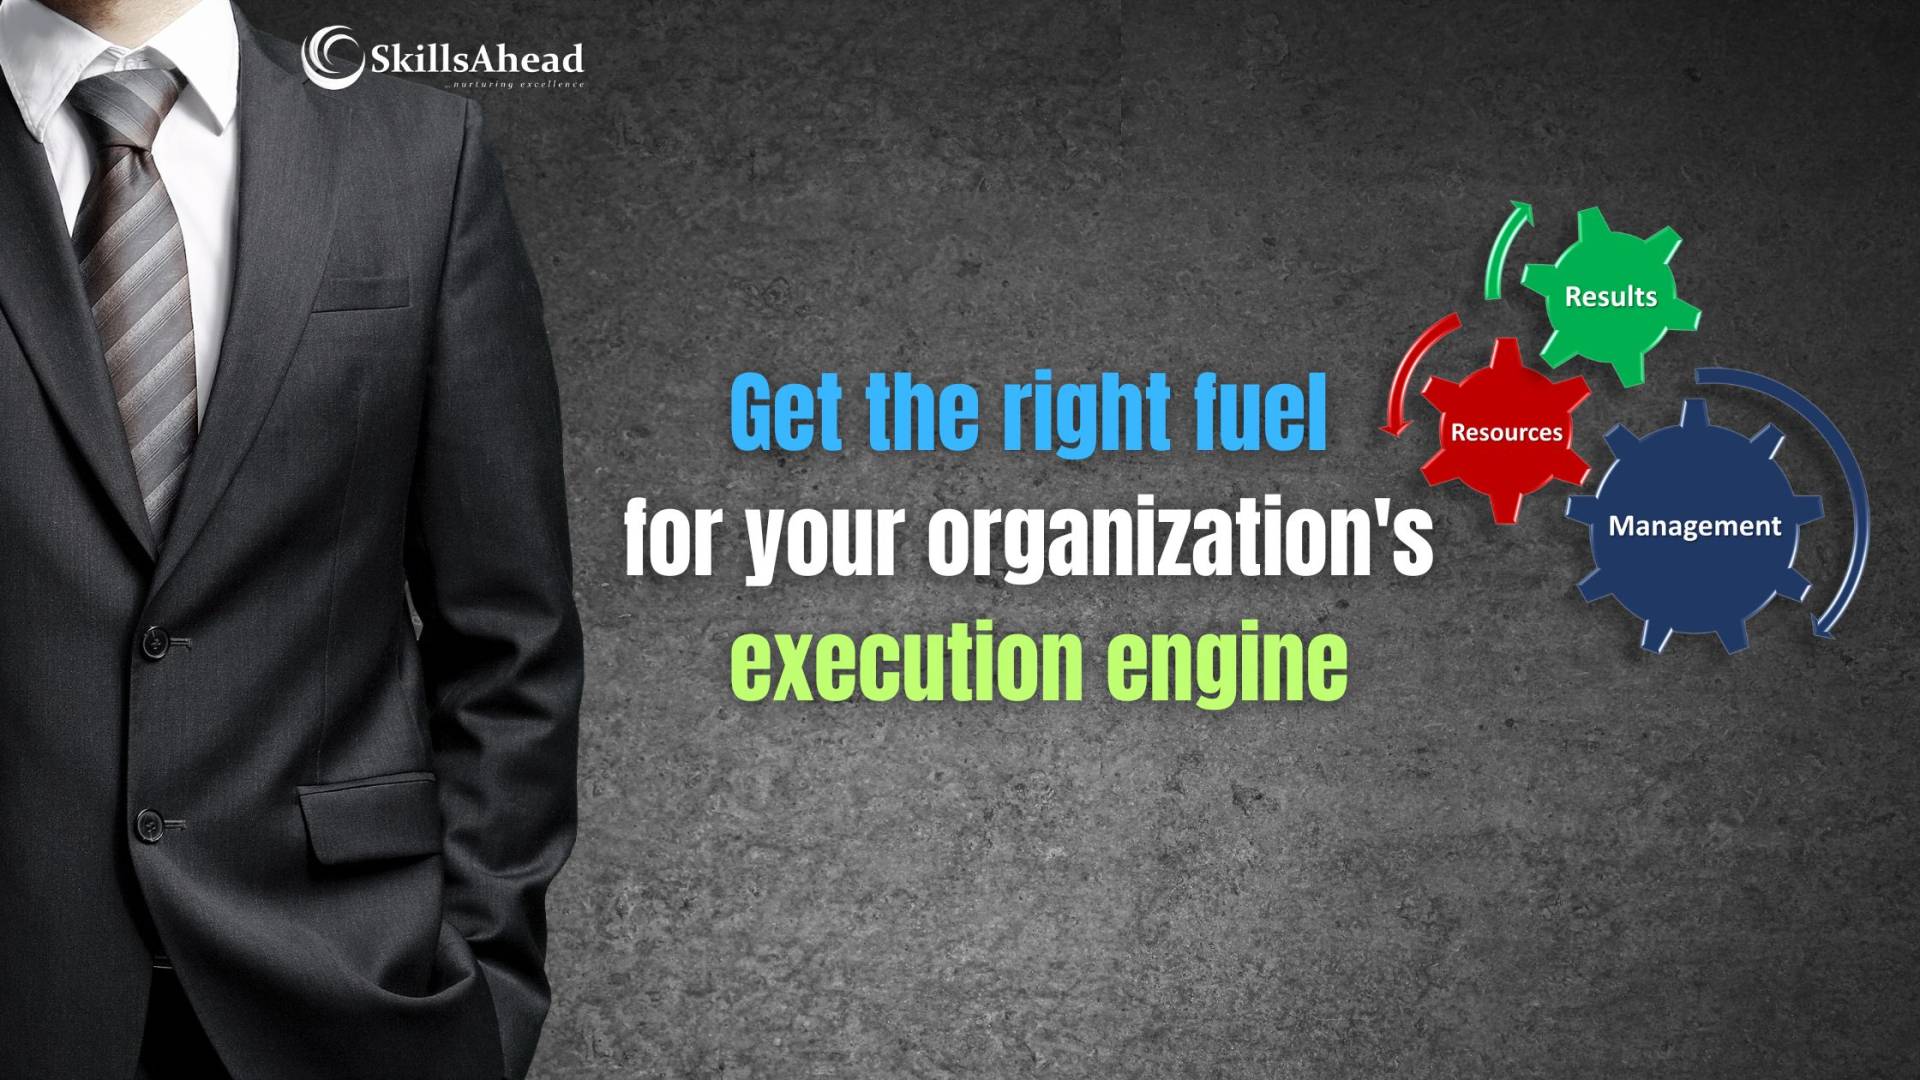 SkillsAhead
...nurturing excellence
Get the right fuel
for your organization's
execution engine
Results
Resources
Management